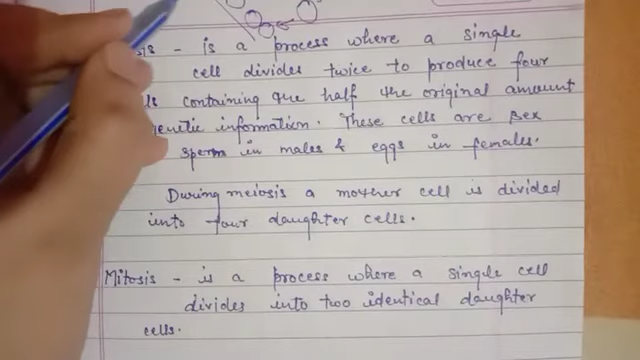 is - is a process where a single
cell divides twice to produce four
containing the half the original amount
genetic information. These cells are sex
sperm in males & eggs in females.
During meiosis a mother cell is divided
into four daughter cells.
Mitosis - is a process where a single cell
divides into two identical daughter
cells.